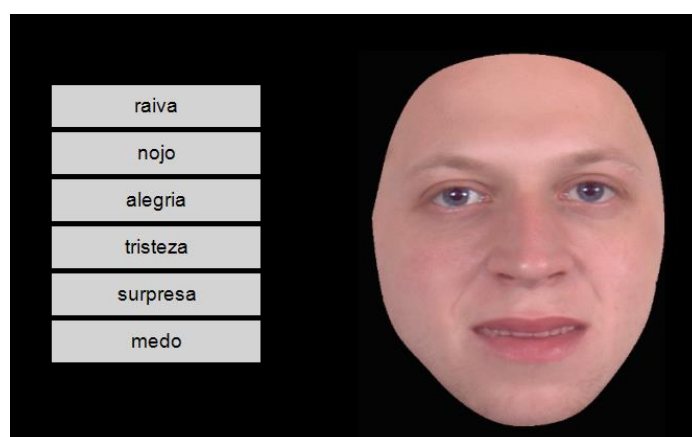 raiva
nojo
alegria
tristeza
surpresa
medo